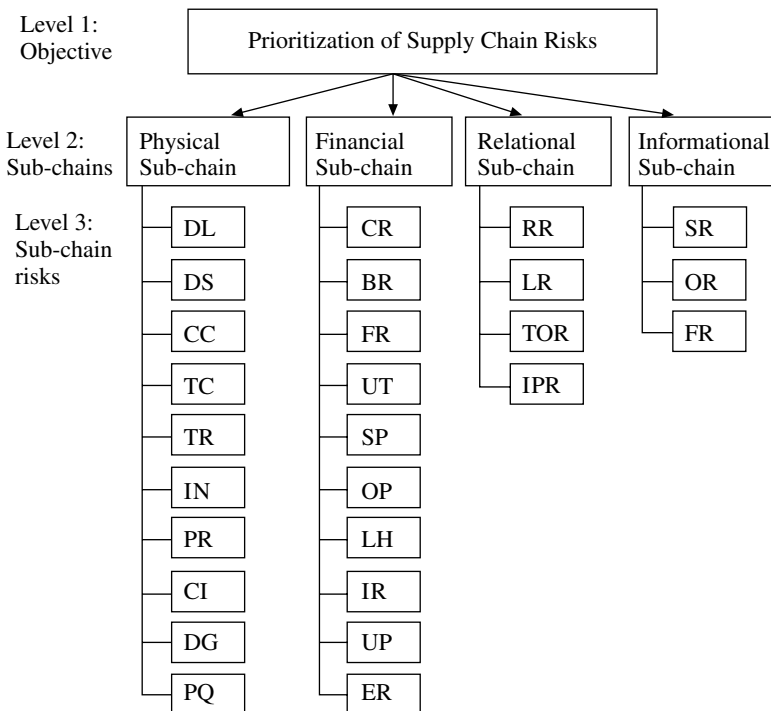 Level 1:
Objective
Prioritization of Supply Chain Risks
Level 2:
Sub-chains
Physical
Sub-chain
Financial
Sub-chain
Relational
Sub-chain
Informational
Sub-chain
Level 3:
Sub-chain
risks
DL
DS
CC
TC
TR
IN
PR
CI
DG
PQ
CR
BR
FR
UT
SP
OP
LH
IR
UP
ER
RR
LR
TOR
IPR
SR
OR
FR